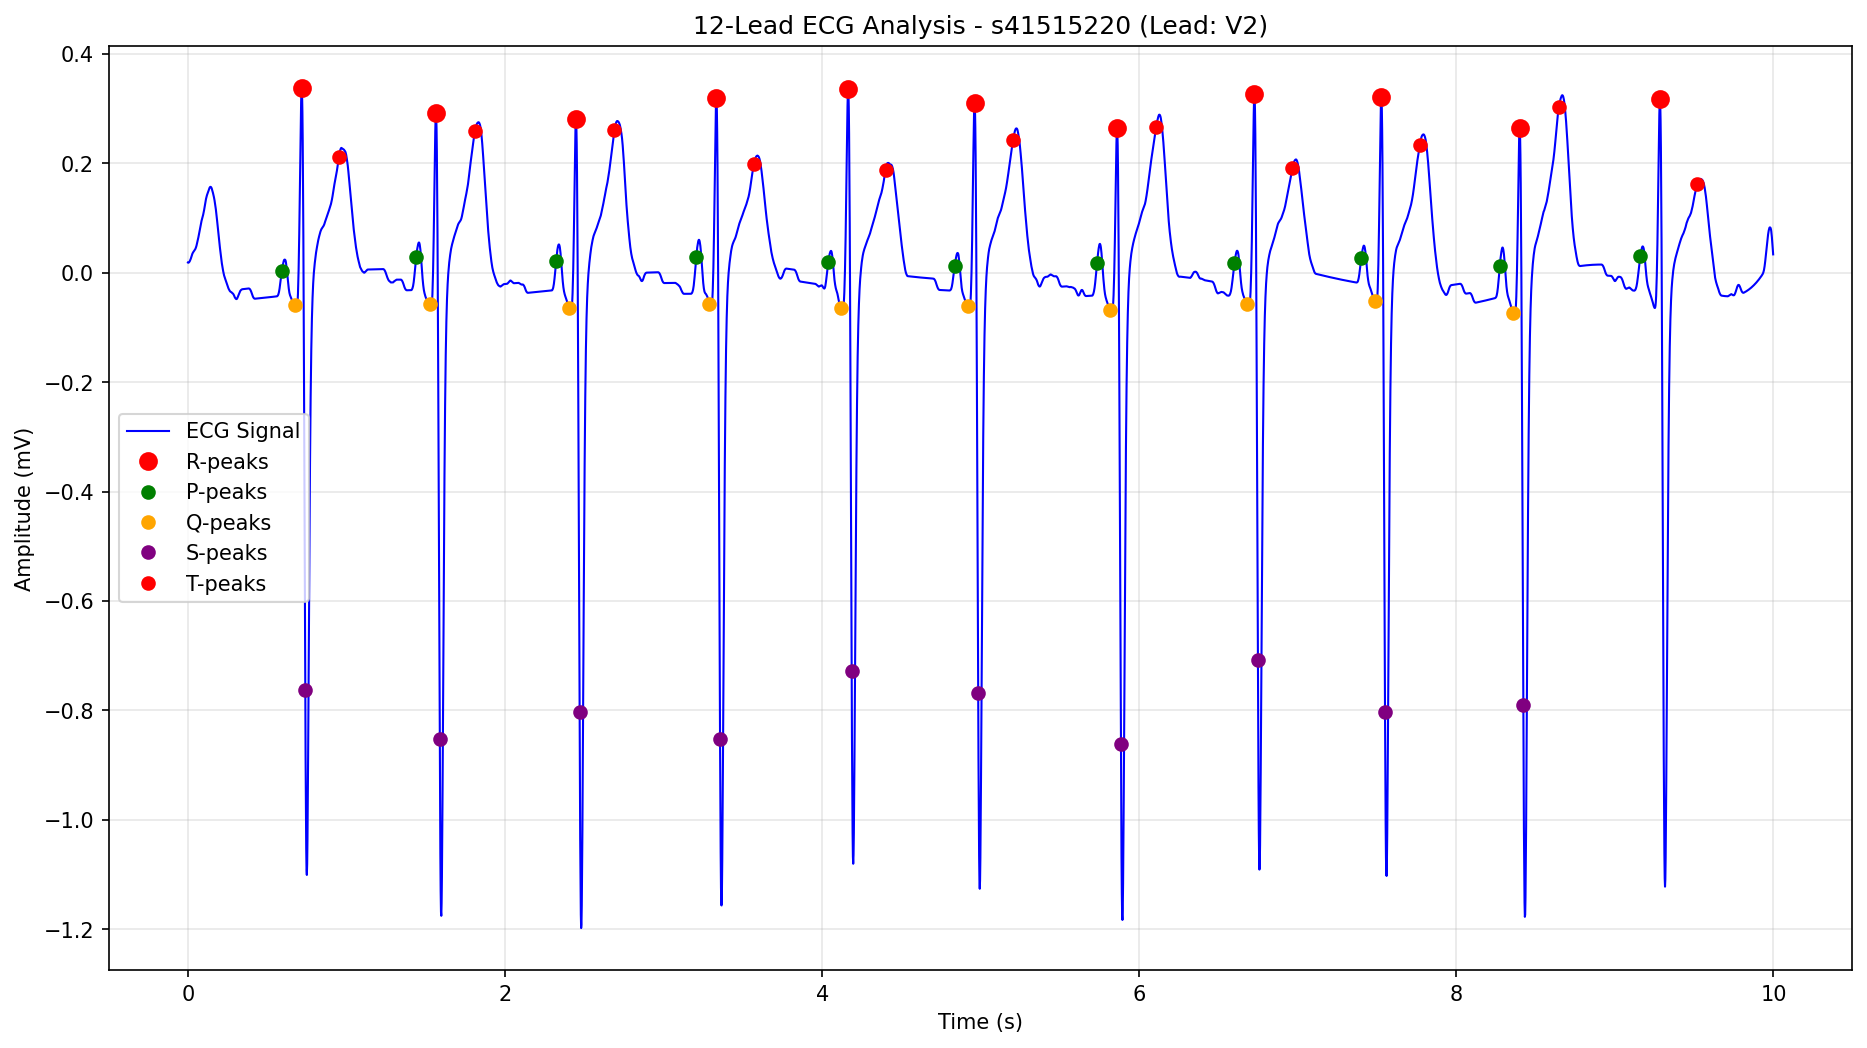 12-Lead ECG Analysis - s41515220 (Lead: V2)
0.4
0.2
0.0
−0.2
−0.4
−0.6
−0.8
−1.0
−1.2
Amplitude (mV)
ECG Signal
R-peaks
P-peaks
Q-peaks
S-peaks
T-peaks
0 2 4 6 8 10
Time (s)